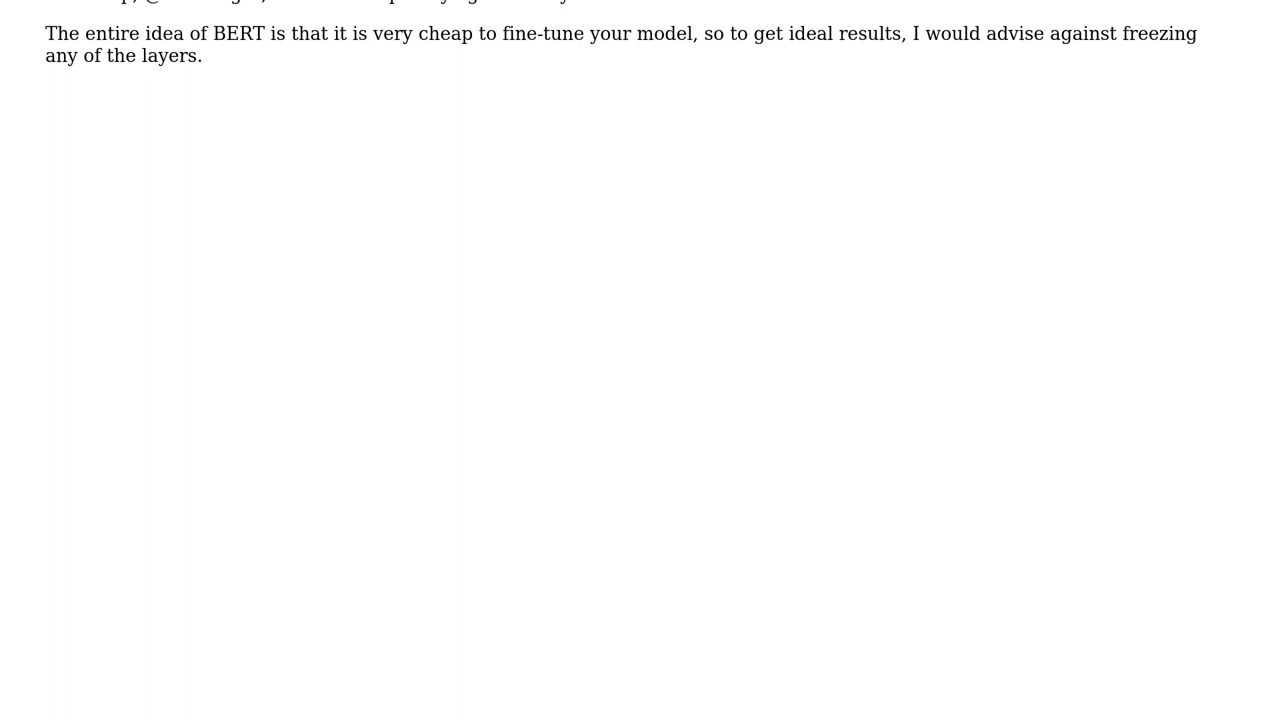 The entire idea of BERT is that it is very cheap to fine-tune your model, so to get ideal results, I would advise against freezing
any of the layers.